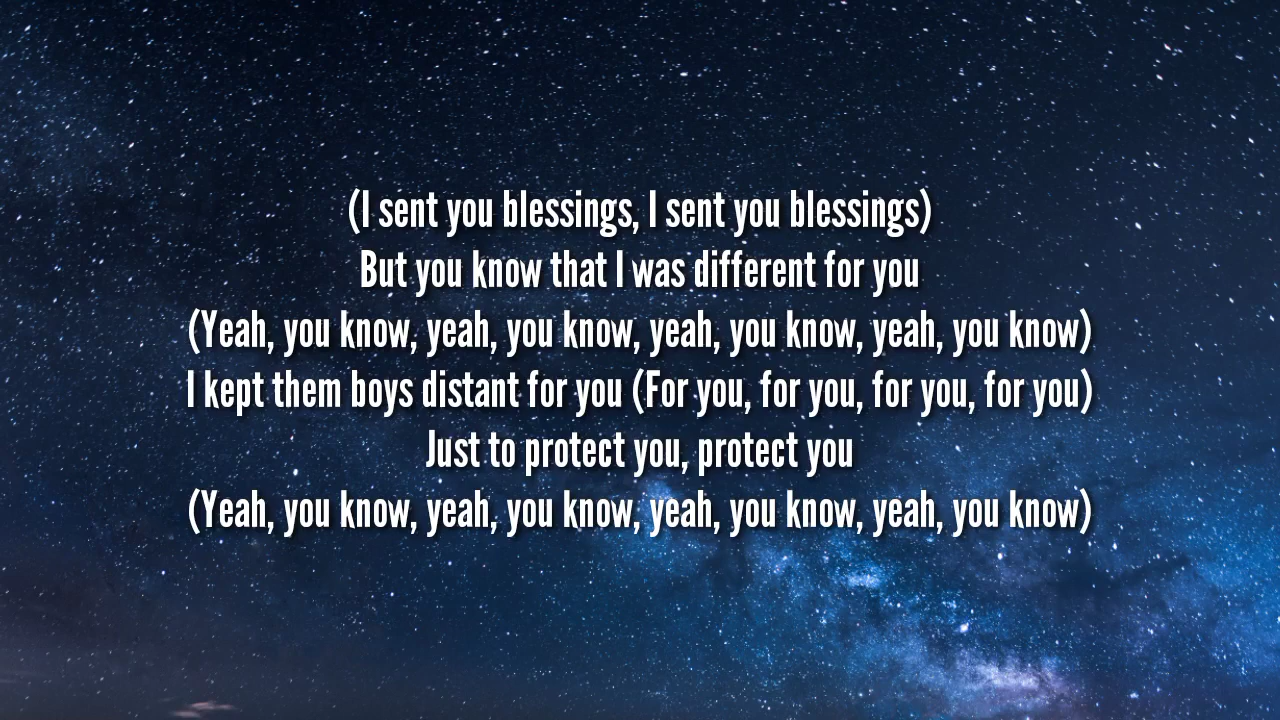 (I sent you blessings, I sent you blessings)
But you know that I was different for you
(Yeah, you know, yeah, you know, yeah, you know, yeah, you know)
I kept them boys distant for you (For you, for you, for you, for you)
Just to protect you, protect you
(Yeah, you know, yeah, you know, yeah, you know, yeah, you know)